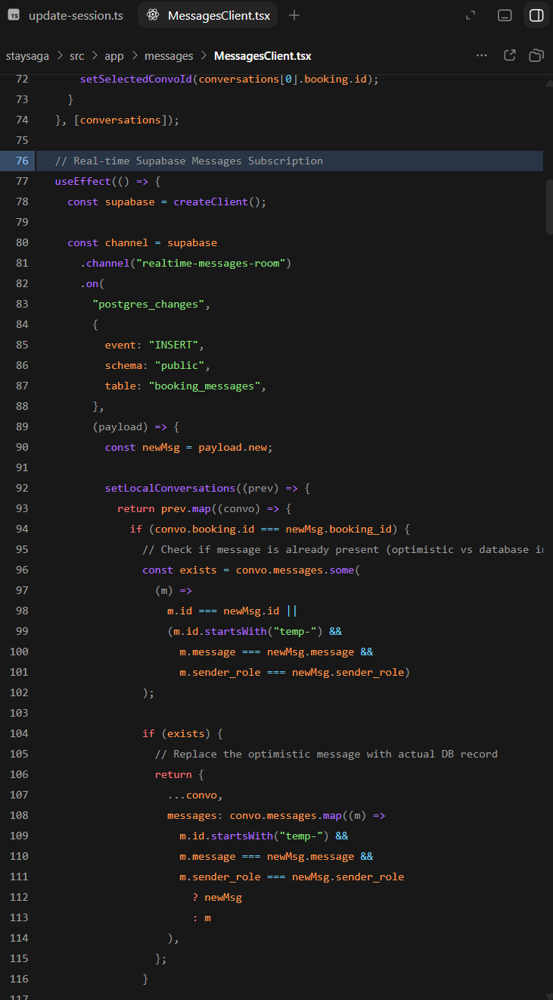 TS update-session.ts MessagesClient.tsx
staysaga > src > app > messages > MessagesClient.tsx
72 setSelectedConvoId(conversations[0].booking.id);
73 }
74 }, [conversations]);
75
76 // Real-time Supabase Messages Subscription
77 useEffect(() => {
78 const supabase = createClient();
79
80 const channel = supabase
81 .channel("realtime-messages-room")
82 .on(
83 "postgres_changes",
84 {
85 event: "INSERT",
86 schema: "public",
87 table: "booking_messages",
88 },
89 (payload) => {
90 const newMsg = payload.new;
91
92 setLocalConversations((prev) => {
93 return prev.map((convo) => {
94 if (convo.booking.id === newMsg.booking_id) {
95 // Check if message is already present (optimistic vs database in
96 const exists = convo.messages.some(
97 (m) =>
98 m.id === newMsg.id ||
99 (m.id.startsWith("temp-") &&
100 m.message === newMsg.message &&
101 m.sender_role === newMsg.sender_role)
102 );
103
104 if (exists) {
105 // Replace the optimistic message with actual DB record
106 return {
107 ...convo,
108 messages: convo.messages.map((m) =>
109 m.id.startsWith("temp-") &&
110 m.message === newMsg.message &&
111 m.sender_role === newMsg.sender_role
112 ? newMsg
113 : m
114 ),
115 };
116 }
117